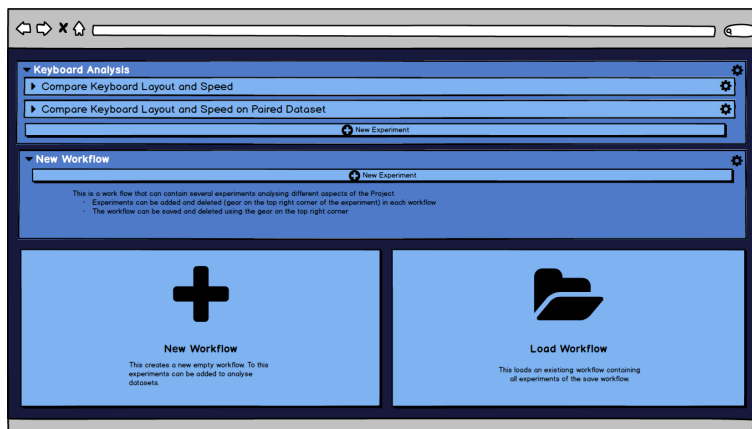 Keyboard Analysis
Compare Keyboard Layout and Speed
Compare Keyboard Layout and Speed on Paired Dataset
New Experiment
New Workflow
New Experiment
This is a work flow that can contain several experiments analysing different aspects of the Project
· Experiments can be added and deleted (gear on the top right corner of the experiment) in each workflow
· The workflow can be saved and deleted using the gear on the top right corner
New Workflow
This creates a new empty workflow. To this
experiments can be added to analyse
datasets.
Load Workflow
This loads an existiong workflow containing
all experiments of the save workflow.